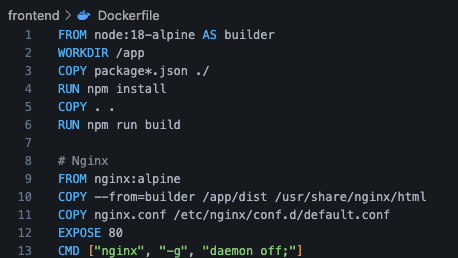 frontend > Dockerfile
1 FROM node:18-alpine AS builder
2 WORKDIR /app
3 COPY package*.json ./
4 RUN npm install
5 COPY . .
6 RUN npm run build
7
8 # Nginx
9 FROM nginx:alpine
10 COPY --from=builder /app/dist /usr/share/nginx/html
11 COPY nginx.conf /etc/nginx/conf.d/default.conf
12 EXPOSE 80
13 CMD ["nginx", "-g", "daemon off;"]